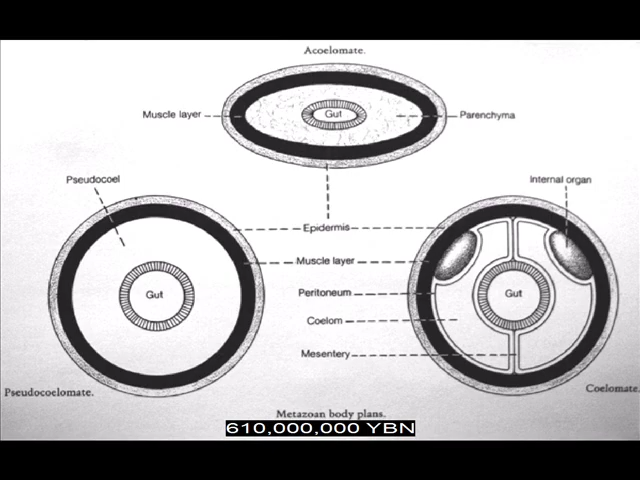 Acoelomate.
Muscle layer
Gut
Parenchyma
Pseudocoel
Internal organ
Epidermis
Muscle layer
Gut
Peritoneum
Gut
Coelom
Mesentery
Pseudocoelomate.
Coelomate.
Metazoan body plans.
610,000,000 YBN